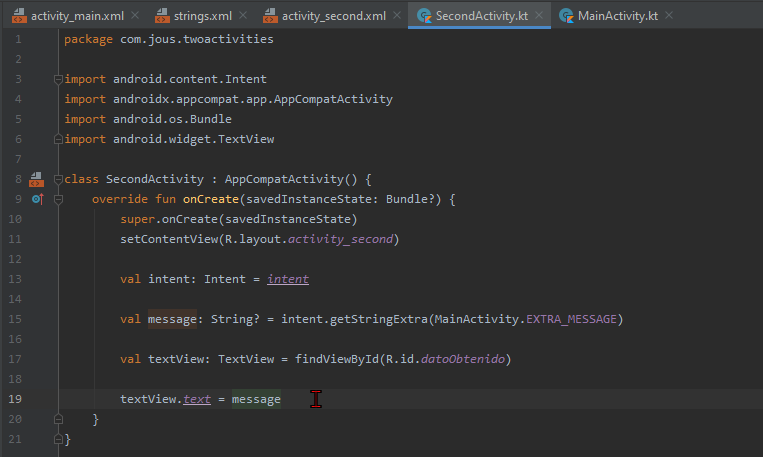 activity_main.xml strings.xml activity_second.xml SecondActivity.kt MainActivity.kt
1 package com.jous.twoactivities
2
3 import android.content.Intent
4 import androidx.appcompat.app.AppCompatActivity
5 import android.os.Bundle
6 import android.widget.TextView
7
8 class SecondActivity : AppCompatActivity() {
9 override fun onCreate(savedInstanceState: Bundle?) {
10 super.onCreate(savedInstanceState)
11 setContentView(R.layout.activity_second)
12
13 val intent: Intent = intent
14
15 val message: String? = intent.getStringExtra(MainActivity.EXTRA_MESSAGE)
16
17 val textView: TextView = findViewById(R.id.datoObtenido)
18
19 textView.text = message
20 }
21 }